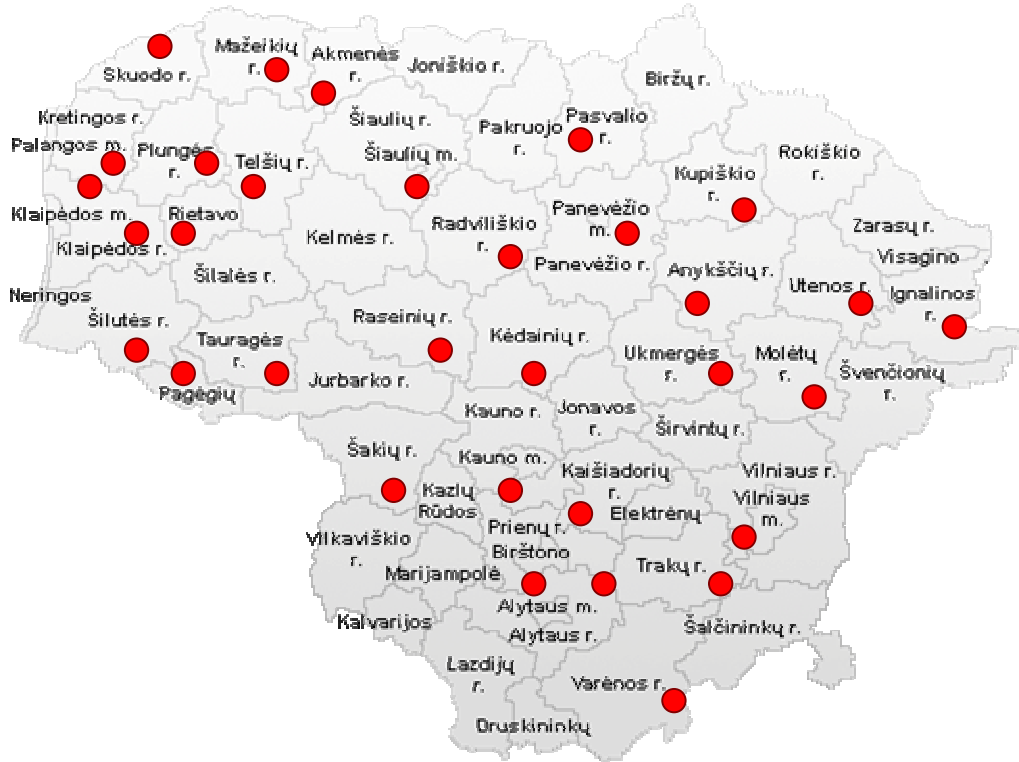 Mažeikių
r.
Akmenės
r.
Skuodo r.
Joniškio r.
Biržų r.
Kretingos r.
Šiaulių r.
Pakruojo
r.
Pasvalio
r.
Palangos m.
Plungės
r.
Telšių r.
Šiaulių m.
Kupiškio
r.
Rokiškio
r.
Klaipėdos m.
Rietavo
Klaipėdos r.
Kelmės r.
Radviliškio
r.
Panevėžio
m.
Panevėžio r.
Zarasų r.
Visagino
Šilalės r.
Anykščių r.
Utenos r.
Ignalinos
r.
Neringos
Šilutės r.
Tauragės
r.
Raseinių r.
Kėdainių r.
Ukmergės
r.
Molėtų
r.
Švenčionių
r.
Pagėgių
Jurbarko r.
Kauno r.
Jonavos
r.
Širvintų r.
Šakių r.
Kauno m.
Kaišiadorių
r.
Vilniaus r.
Kazlų
Rūdos
Elektrėnų
Vilniaus
m.
Prienų r.
Birštono
Vilkaviškio
r.
Marijampolė
Trakų r.
Alytaus m.
Kalvarijos
Alytaus r.
Šalčininkų r.
Lazdijų
r.
Varėnos r.
Druskininkų